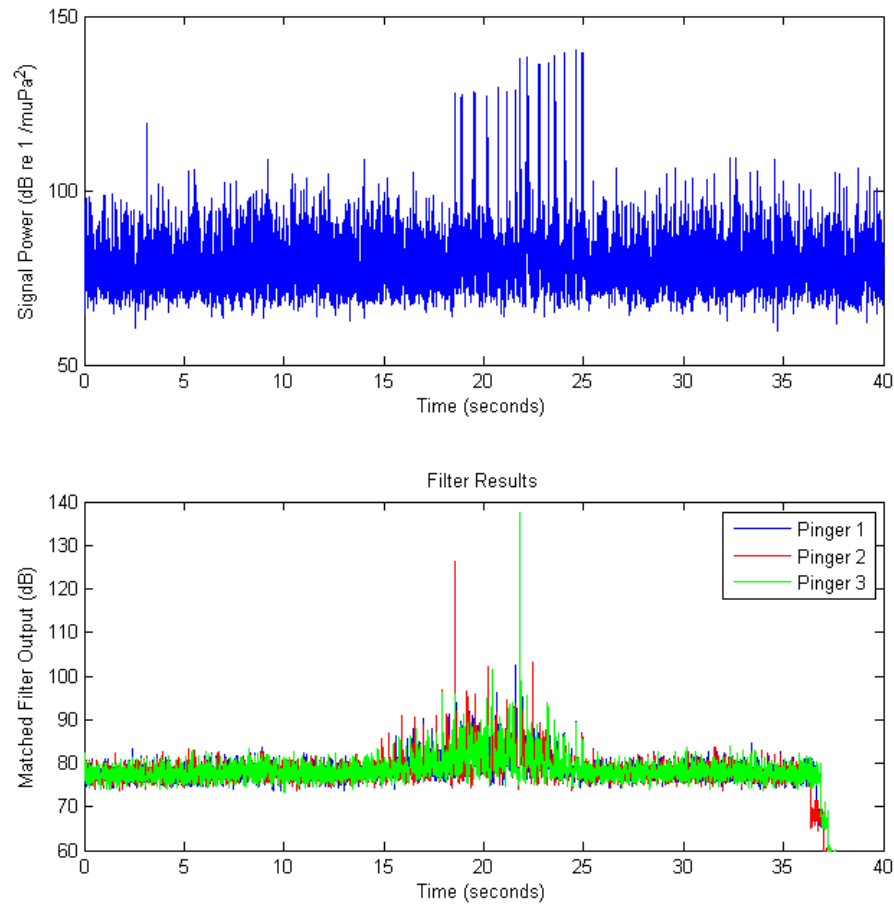 150
100
50
Signal Power (dB re 1 /muPa²)
0 5 10 15 20 25 30 35 40
Time (seconds)
Filter Results
140
130
120
110
100
90
80
70
60
Matched Filter Output (dB)
Pinger 1
Pinger 2
Pinger 3
0 5 10 15 20 25 30 35 40
Time (seconds)